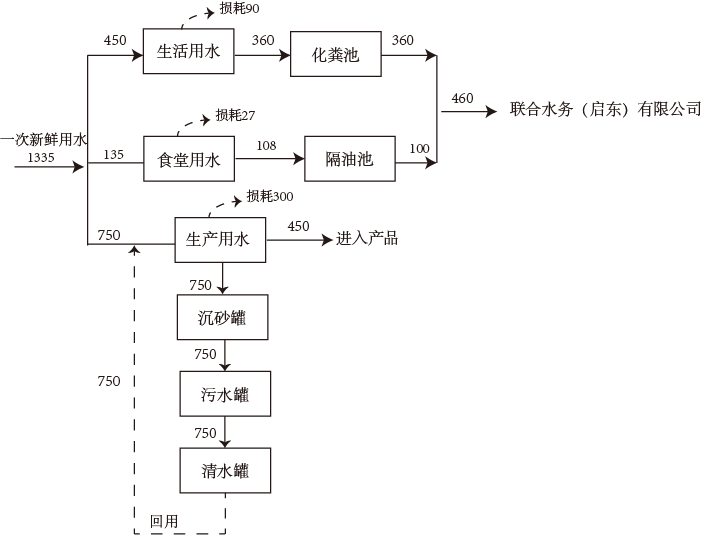 损耗90
450
生活用水
360
化粪池
360
460
联合水务（启东）有限公司
损耗27
一次新鲜用水
1335
135
食堂用水
108
隔油池
100
损耗300
750
生产用水
450
进入产品
750
沉砂罐
750
750
污水罐
750
清水罐
回用